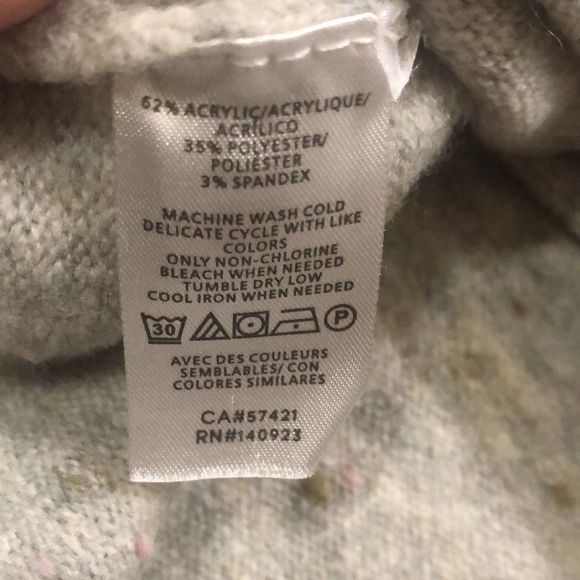 62% ACRYLIC/ACRYLIQUE/
ACRÍLICO
35% POLYESTER/
POLIÉSTER
3% SPANDEX
MACHINE WASH COLD
DELICATE CYCLE WITH LIKE
COLORS
ONLY NON-CHLORINE
BLEACH WHEN NEEDED
TUMBLE DRY LOW
COOL IRON WHEN NEEDED
30 P
AVEC DES COULEURS
SEMBLABLES/CON
COLORES SIMILARES
CA#57421
RN#140923